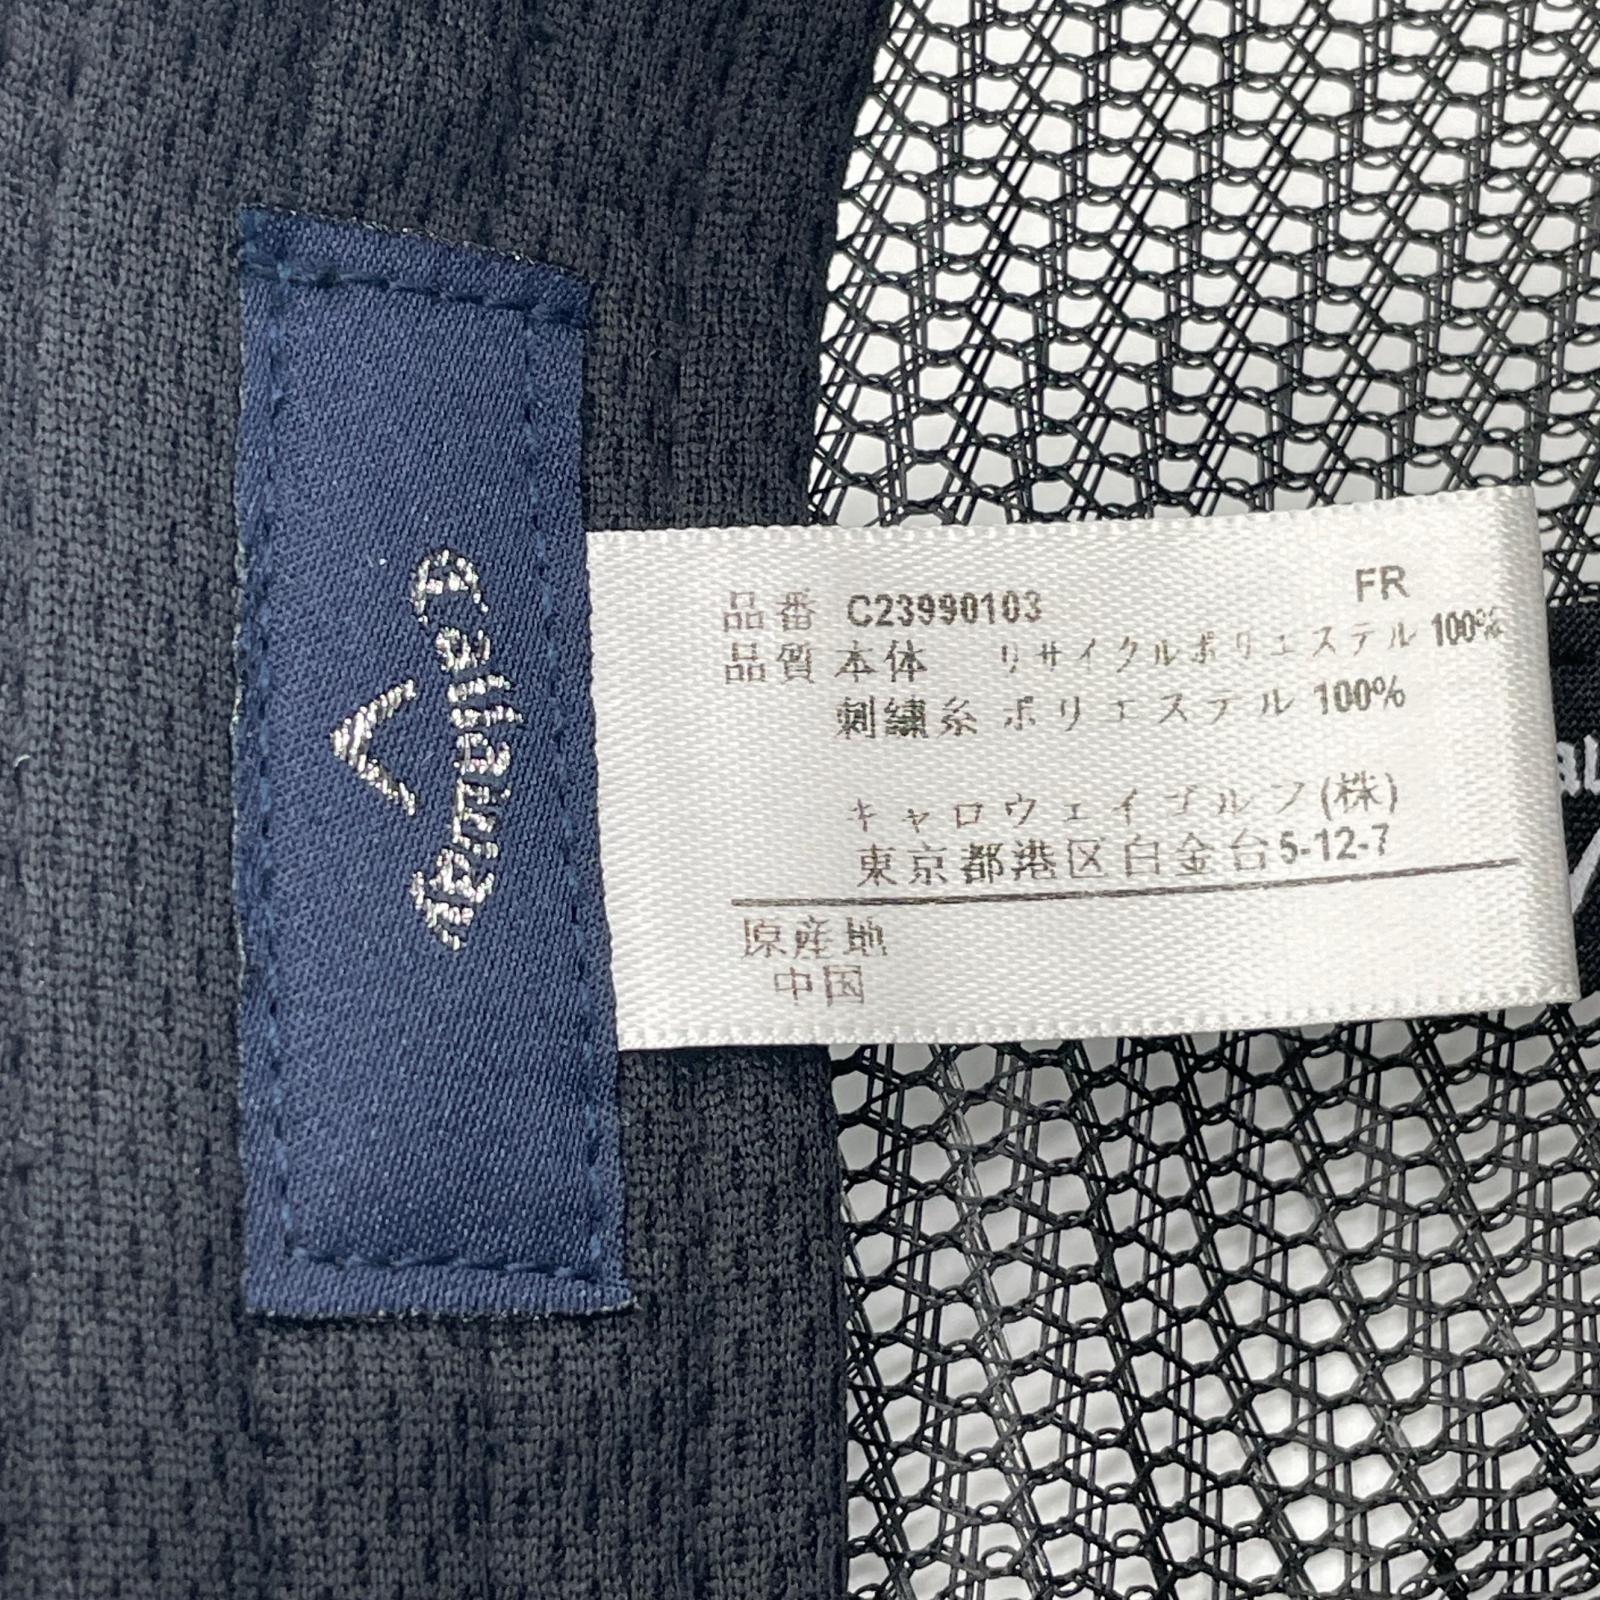 Callaway
品番 C23990103 FR
品質 本体 リサイクルポリエステル 100%
刺繍糸 ポリエステル 100%
キャロウェイゴルフ(株)
東京都港区白金台5-12-7
原産地
中国